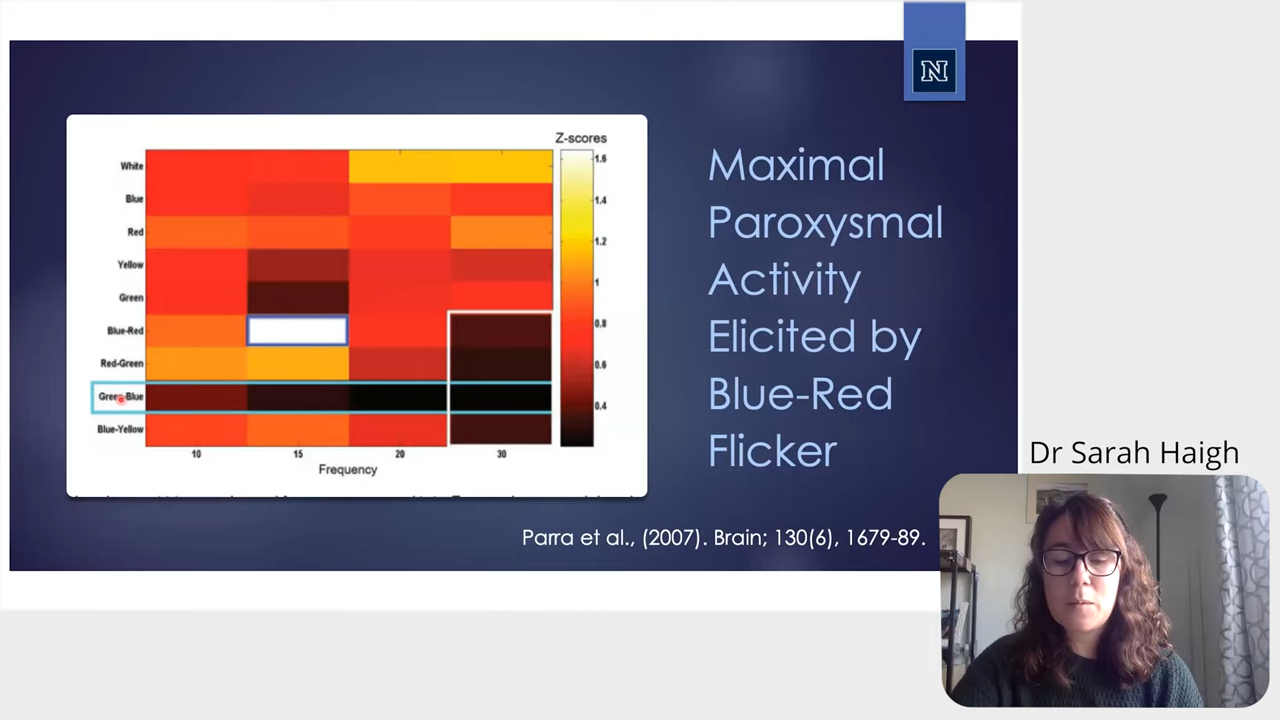 N
Z-scores
White
Blue
Red
Yellow
Green
Blue-Red
Red-Green
Green-Blue
Blue-Yellow
1.6
1.4
1.2
1
0.8
0.6
0.4
10 15 20 30
Frequency
Maximal
Paroxysmal
Activity
Elicited by
Blue-Red
Flicker
Parra et al., (2007). Brain; 130(6), 1679-89.
Dr Sarah Haigh